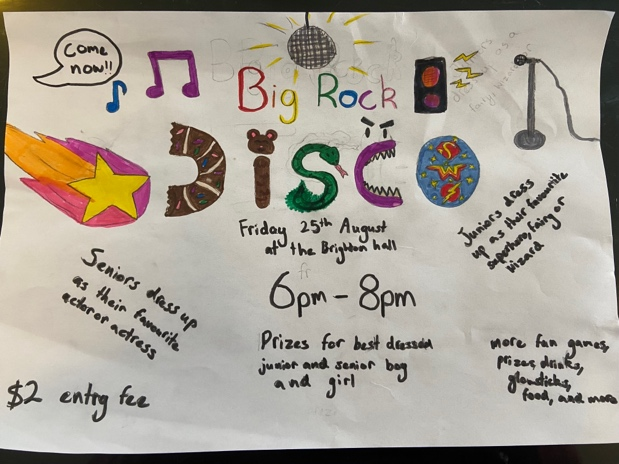 Come
now!!
Big Rock
DISCO
Friday 25th August
at the Brighton hall
Juniors dress
up as their favourite
superhero, fairy or
wizard
6pm - 8pm
Seniors dress up
as their favourite
actor or actress
Prizes for best dressed
junior and senior boy
and girl
more fun games,
prizes, drinks,
glowsticks,
food, and more
$2 entry fee